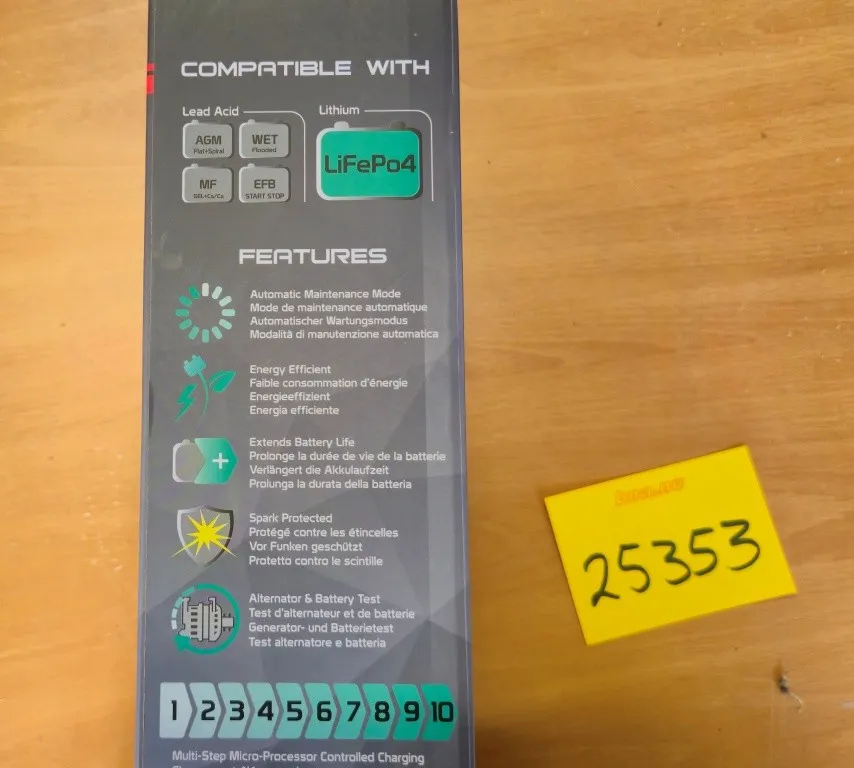 COMPATIBLE WITH
Lead Acid
Lithium
AGM
Flat+Spiral
WET
Flooded
MF
GEL+Ca/Ca
EFB
START STOP
LiFePo4
FEATURES
Automatic Maintenance Mode
Mode de maintenance automatique
Automatischer Wartungsmodus
Modalità di manutenzione automatica
Energy Efficient
Faible consommation d'énergie
Energieeffizient
Energia efficiente
Extends Battery Life
Prolonge la durée de vie de la batterie
Verlängert die Akkulaufzeit
Prolunga la durata della batteria
Spark Protected
Protégé contre les étincelles
Vor Funken geschützt
Protetto contro le scintille
Alternator & Battery Test
Test d'alternateur et de batterie
Generator- und Batterietest
Test alternatore e batteria
1 2 3 4 5 6 7 8 9 10
Multi-Step Micro-Processor Controlled Charging
25353